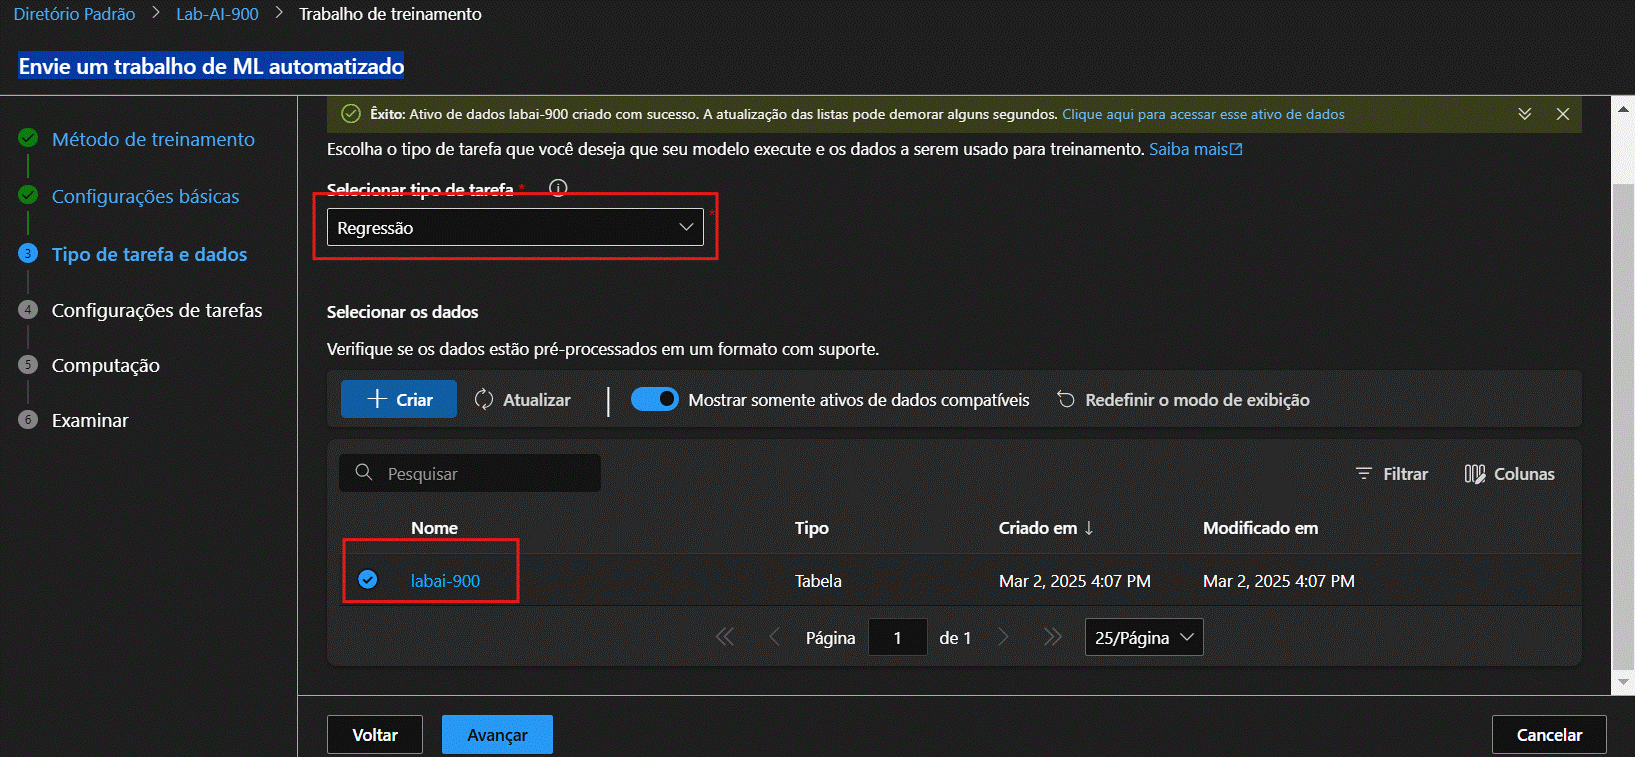 Diretório Padrão > Lab-AI-900 > Trabalho de treinamento
Envie um trabalho de ML automatizado
Método de treinamento
Configurações básicas
3 Tipo de tarefa e dados
4 Configurações de tarefas
5 Computação
6 Examinar
Êxito: Ativo de dados labai-900 criado com sucesso. A atualização das listas pode demorar alguns segundos. Clique aqui para acessar esse ativo de dados
Escolha o tipo de tarefa que você deseja que seu modelo execute e os dados a serem usado para treinamento. Saiba mais
Selecionar tipo de tarefa *
Regressão *
Selecionar os dados
Verifique se os dados estão pré-processados em um formato com suporte.
+ Criar Atualizar | Mostrar somente ativos de dados compatíveis Redefinir o modo de exibição
Pesquisar Filtrar Colunas
Nome Tipo Criado em ↓ Modificado em
labai-900 Tabela Mar 2, 2025 4:07 PM Mar 2, 2025 4:07 PM
Página 1 de 1 25/Página
Voltar Avançar Cancelar